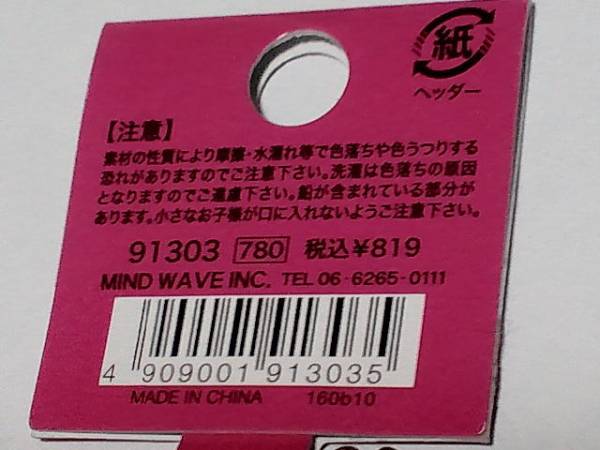 紙
ヘッダー
【注意】
素材の性質により摩擦・水濡れ等で色落ちや色うつりする
恐れがありますのでご注意下さい。洗濯は色落ちの原因
となりますのでご遠慮下さい。鉛が含まれている部分が
あります。小さなお子様が口に入れないようご注意下さい。
91303 780 税込¥819
MIND WAVE INC. TEL 06-6265-0111
4 909001 913035
MADE IN CHINA 160b10